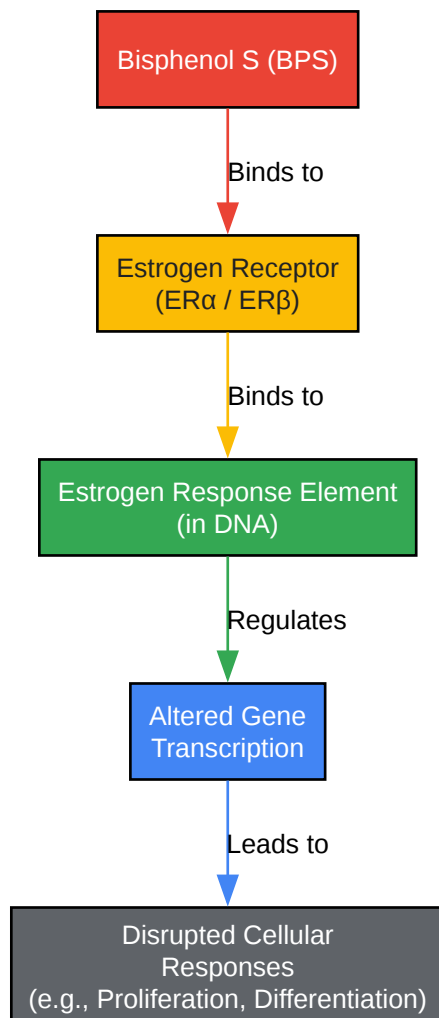 Bisphenol S (BPS)
Binds to
Estrogen Receptor
(ERα / ERβ)
Binds to
Estrogen Response Element
(in DNA)
Regulates
Altered Gene
Transcription
Leads to
Disrupted Cellular
Responses
(e.g., Proliferation, Differentiation)